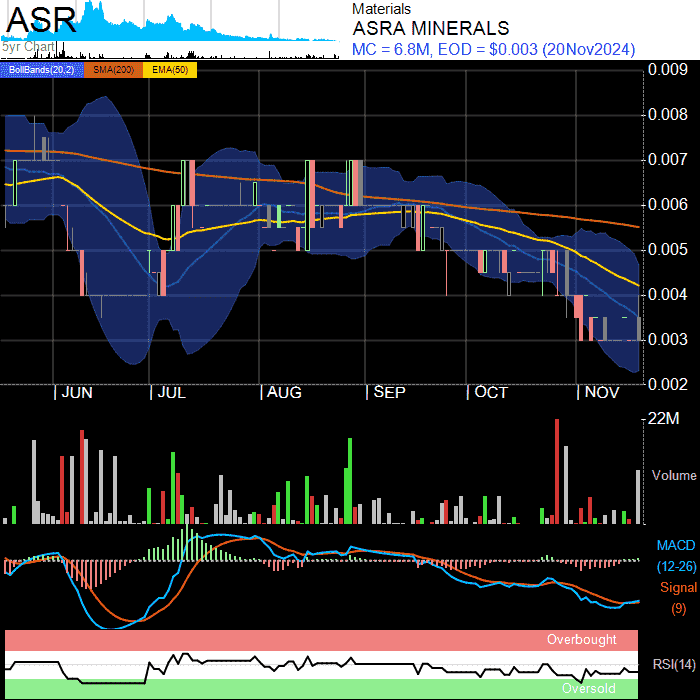 ASR
5yr Chart
Materials
ASRA MINERALS
MC = 6.8M, EOD = $0.003 (20Nov2024)
BollBands(20,2) SMA(200) EMA(50)
0.009
0.008
0.007
0.006
0.005
0.004
0.003
0.002
JUN JUL AUG SEP OCT NOV
22M
Volume
MACD
(12-26)
Signal
(9)
Overbought
RSI(14)
Oversold